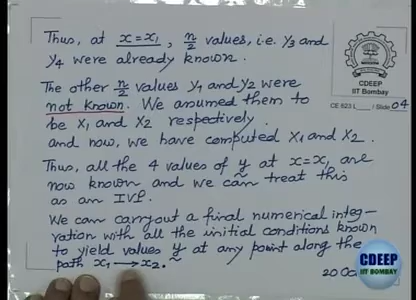 Thus, at x = x₁, n/2 values, i.e. y₃ and
y₄ were already known.
The other n/2 values y₁ and y₂ were
not known. We assumed them to
be X₁ and X₂ respectively.
and now, we have computed X₁ and X₂.
Thus, all the 4 values of y at x = x₁ are
now known and we can treat this
as an IVP.
We can carryout a final numerical integ-
ration with all the initial conditions known
to yield values y at any point along the
path x₁ → x₂.
CDEEP
IIT Bombay
CE 623 L / Slide 04
CDEEP
IIT BOMBAY